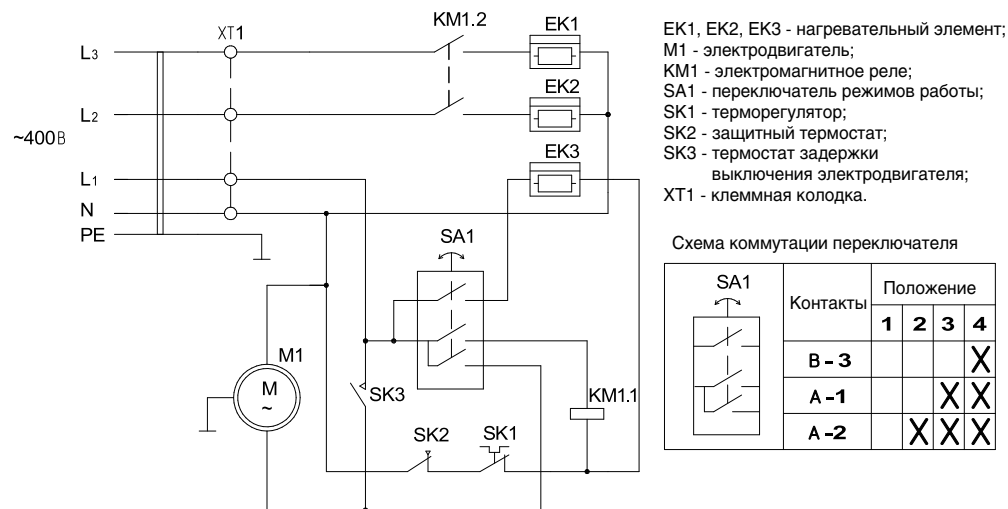 KM1.2
EK1
XT1
L3
EK2
L2
~400В
EK3
L1
N
PE
SA1
M1
M
~
SK3
KM1.1
SK2
SK1
EK1, EK2, EK3 - нагревательный элемент;
M1 - электродвигатель;
KM1 - электромагнитное реле;
SA1 - переключатель режимов работы;
SK1 - терморегулятор;
SK2 - защитный термостат;
SK3 - термостат задержки
выключения электродвигателя;
XT1 - клеммная колодка.
Схема коммутации переключателя
SA1
Контакты
Положение
1 2 3 4
B - 3 X
A - 1 X X
A - 2 X X X